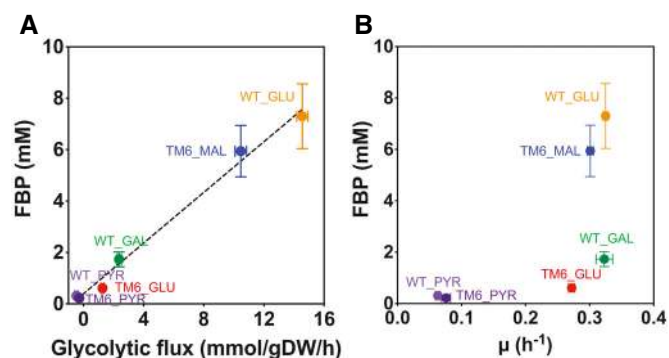 A
FBP (mM)
10
8
6
4
2
0
WT_GLU
TM6_MAL
WT_GAL
WT_PYR
TM6_GLU
TM6_PYR
0 4 8 12 16
Glycolytic flux (mmol/gDW/h)
B
FBP (mM)
10
8
6
4
2
0
WT_GLU
TM6_MAL
WT_GAL
TM6_GLU
WT_PYR
TM6_PYR
0.0 0.1 0.2 0.3 0.4
μ (h⁻¹)